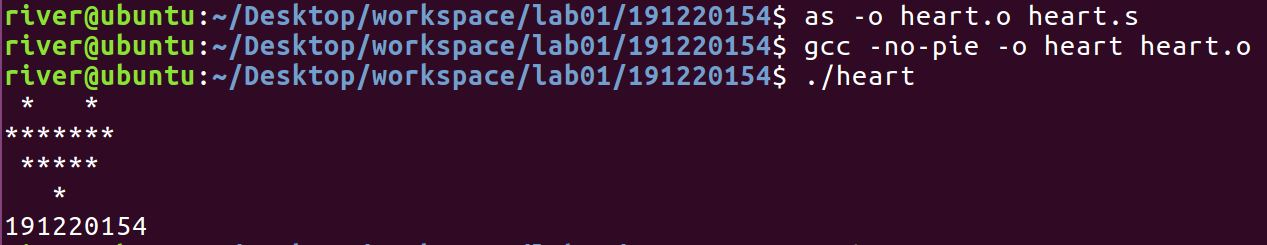 river@ubuntu:~/Desktop/workspace/lab01/191220154$ as -o heart.o heart.s
river@ubuntu:~/Desktop/workspace/lab01/191220154$ gcc -no-pie -o heart heart.o
river@ubuntu:~/Desktop/workspace/lab01/191220154$ ./heart
 *   *
*******
 *****
   *
191220154